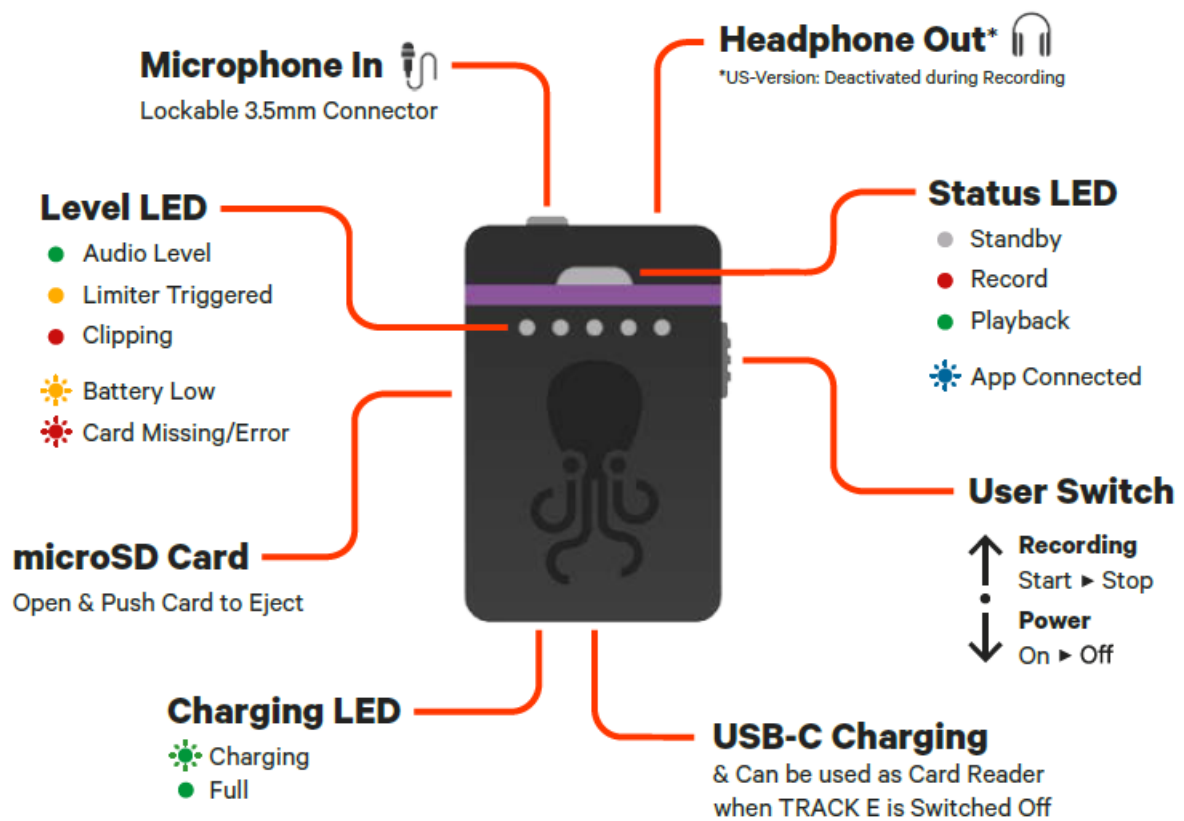 Microphone In
Lockable 3.5mm Connector
Headphone Out*
*US-Version: Deactivated during Recording
Level LED
Audio Level
Limiter Triggered
Clipping
Battery Low
Card Missing/Error
Status LED
Standby
Record
Playback
App Connected
microSD Card
Open & Push Card to Eject
User Switch
Recording
Start ▸ Stop
Power
On ▸ Off
Charging LED
Charging
Full
USB-C Charging
& Can be used as Card Reader
when TRACK E is Switched Off